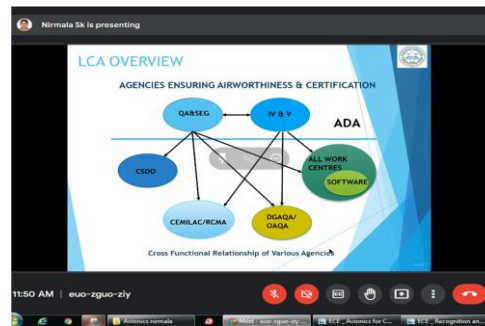 Nirmala Sk is presenting
LCA OVERVIEW
AGENCIES ENSURING AIRWORTHINESS & CERTIFICATION
QA&SEG
IV & V
ADA
CSDO
ALL WORK
CENTRES
SOFTWARE
CEMILAC/RCMA
DGAQA/
OAQA
Cross Functional Relationship of Various Agencies
11:50 AM | euo-zguo-ziy
Avionics nirmala
Meet - euo-zguo-ziy ...
ECE _ Avionics for C...
ECE _ Recognition an...